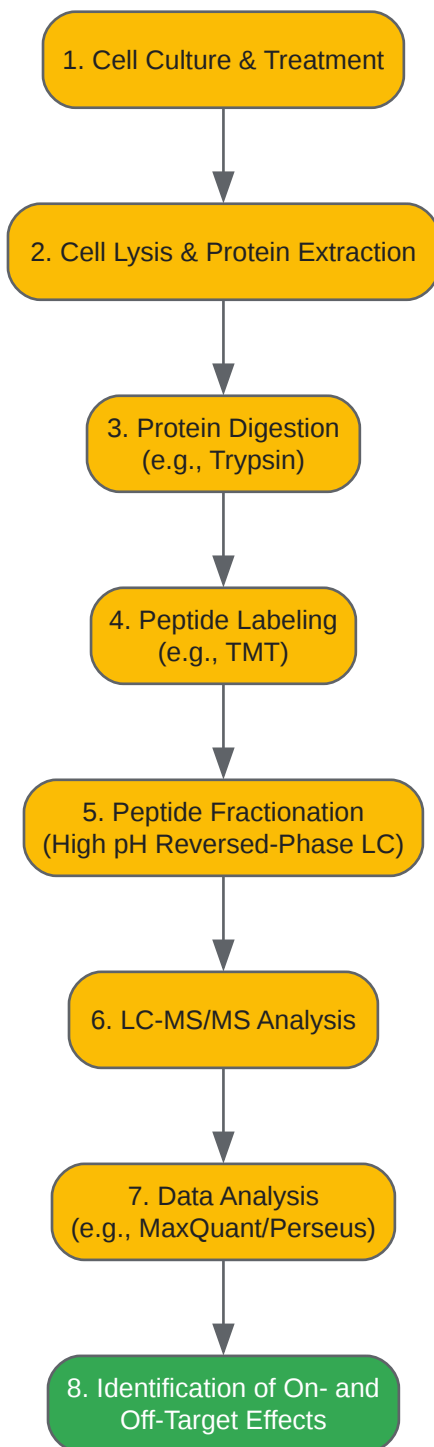 1. Cell Culture & Treatment
2. Cell Lysis & Protein Extraction
3. Protein Digestion
(e.g., Trypsin)
4. Peptide Labeling
(e.g., TMT)
5. Peptide Fractionation
(High pH Reversed-Phase LC)
6. LC-MS/MS Analysis
7. Data Analysis
(e.g., MaxQuant/Perseus)
8. Identification of On- and
Off-Target Effects